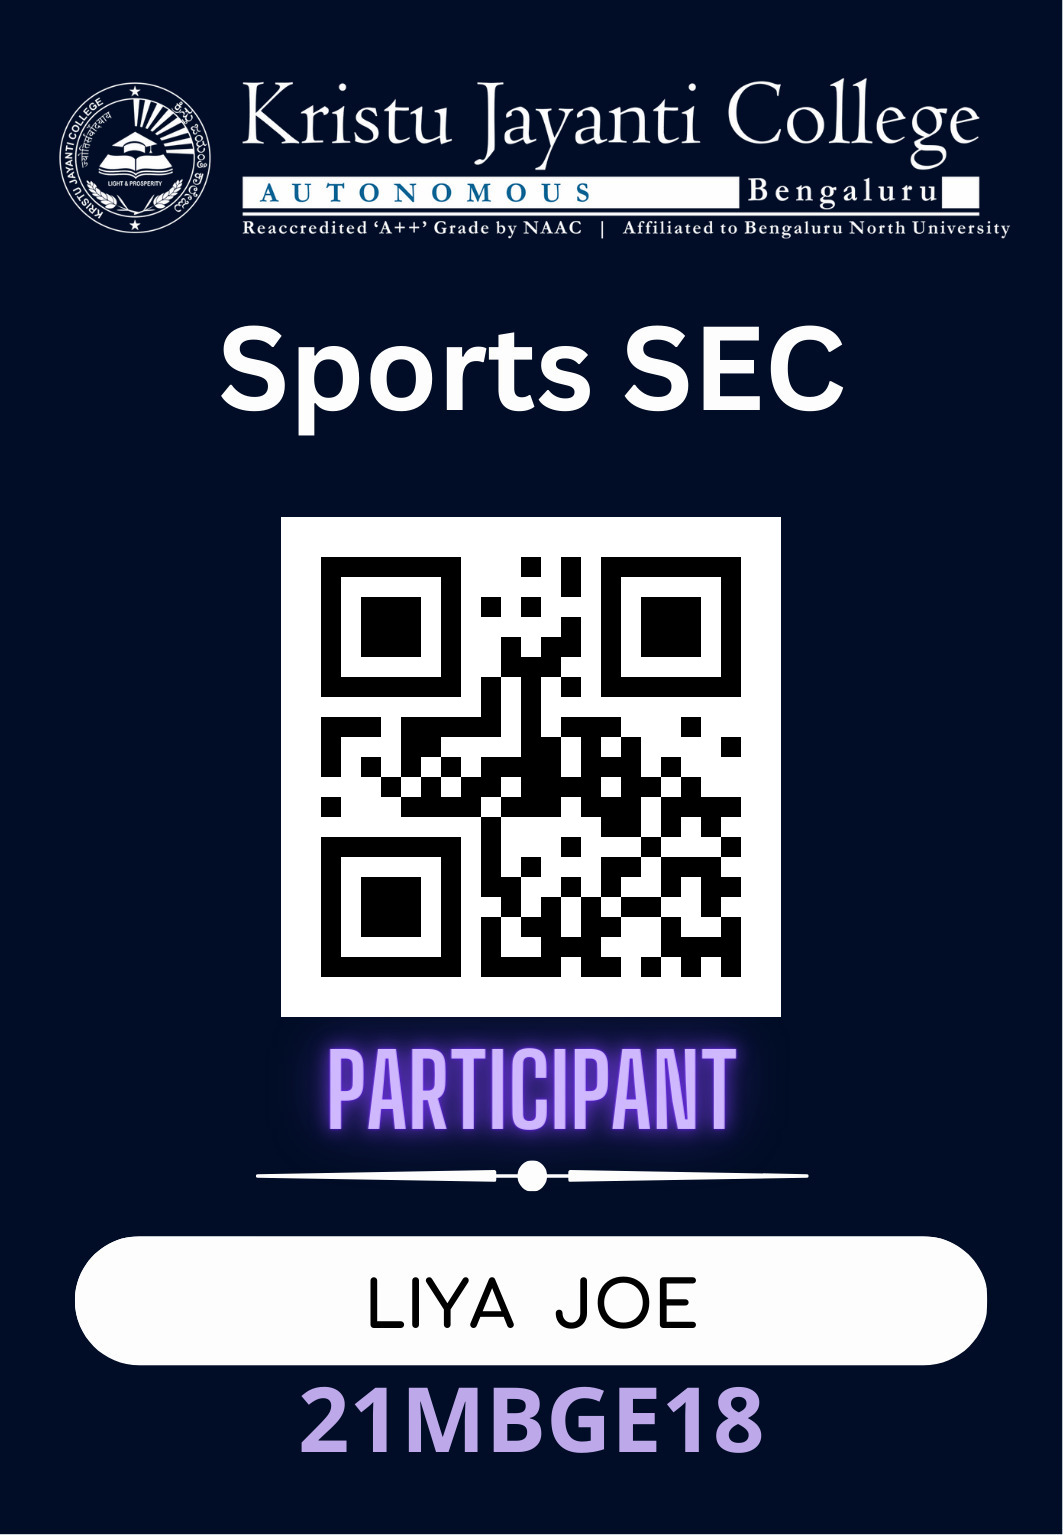 Kristu Jayanti College
AUTONOMOUS Bengaluru
Reaccredited ‘A++’ Grade by NAAC | Affiliated to Bengaluru North University
KRISTU JAYANTI COLLEGE
LIGHT & PROSPERITY
Sports SEC
PARTICIPANT
LIYA JOE
21MBGE18